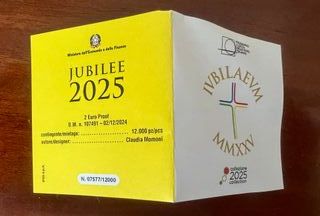 Ministero dell'Economia e delle Finanze
JUBILEE
2025
2 Euro Proof
D.M. n. 107491 - 02/12/2024
contingente/mintage: 12.000 pz/pcs
autore/designer: Claudia Momoni
N. 07577/12000
IVBILAEVM
MMXXV
collezione
2025
collection